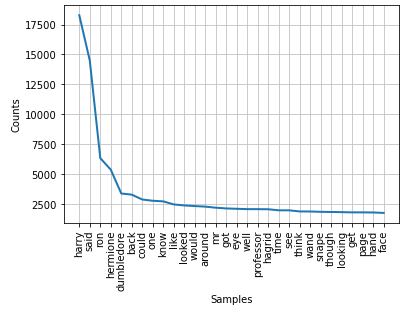 17500
15000
12500
10000
7500
5000
2500
Counts
harry
said
ron
hermione
dumbledore
back
could
one
know
like
looked
would
around
mr
got
eye
well
professor
hagrid
time
see
think
wand
snape
though
looking
get
page
hand
face
Samples